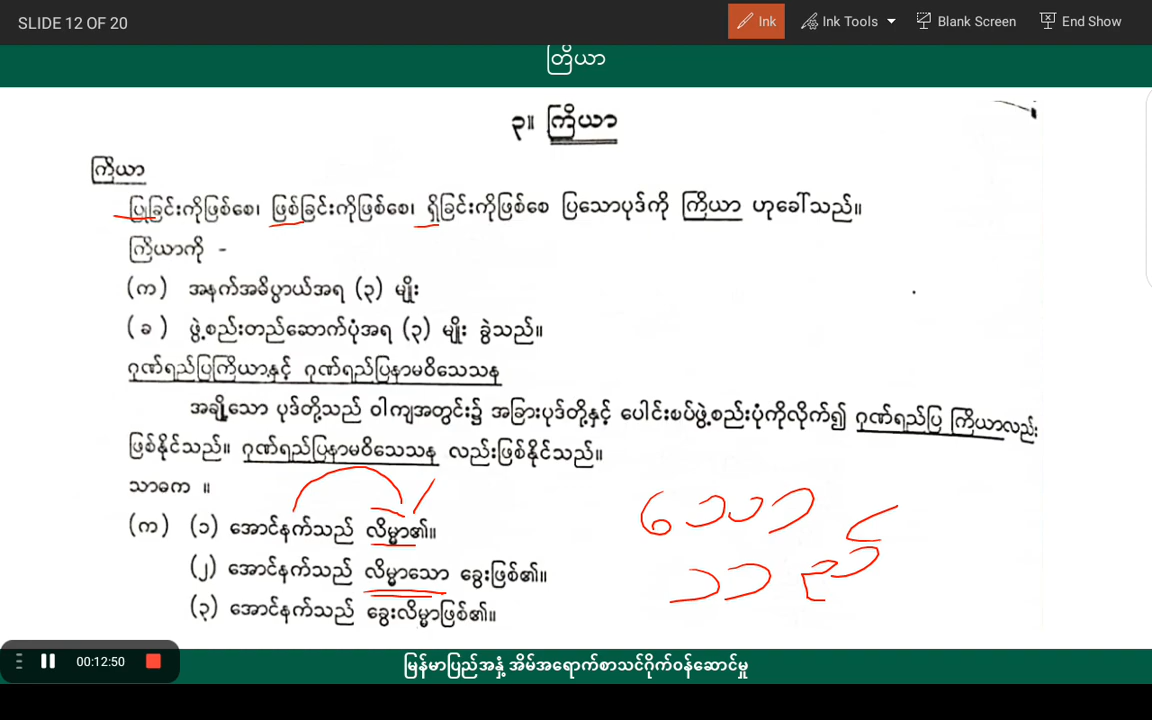 SLIDE 12 OF 20
Ink
Ink Tools
Blank Screen
End Show
ကြိယာ
၃။ ကြိယာ
ကြိယာ
ပြုခြင်းကိုဖြစ်စေ၊ ဖြစ်ခြင်းကိုဖြစ်စေ၊ ရှိခြင်းကိုဖြစ်စေ ပြသောပုဒ်ကို ကြိယာ ဟုခေါ်သည်။
ကြိယာကို -
(က) အနက်အဓိပ္ပာယ်အရ (၃) မျိုး
(ခ) ဖွဲ့စည်းတည်ဆောက်ပုံအရ (၃) မျိုး ခွဲသည်။
ဂုဏ်ရည်ပြကြိယာနှင့် ဂုဏ်ရည်ပြနာမဝိသေသန
အချို့သော ပုဒ်တို့သည် ဝါကျအတွင်း၌ အခြားပုဒ်တို့နှင့် ပေါင်းစပ်ဖွဲ့စည်းပုံကိုလိုက်၍ ဂုဏ်ရည်ပြ ကြိယာလည်း
ဖြစ်နိုင်သည်။ ဂုဏ်ရည်ပြနာမဝိသေသန လည်းဖြစ်နိုင်သည်။
သာဓက ။
(က) (၁) အောင်နက်သည် လိမ္မာ၏။
(၂) အောင်နက်သည် လိမ္မာသော ခွေးဖြစ်၏။
(၃) အောင်နက်သည် ခွေးလိမ္မာဖြစ်၏။
သော
00:12:50
မြန်မာပြည်အနှံ့ အိမ်အရောက်စာသင်ဂိုက်ဝန်ဆောင်မှု